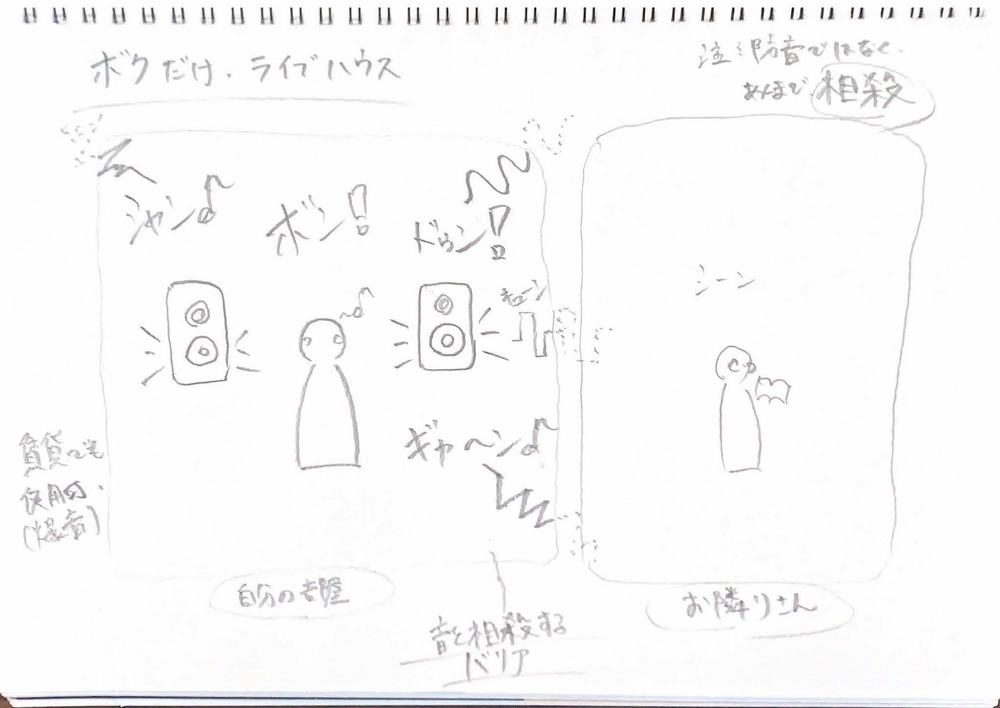 ボクだけ、ライブハウス
注:防音ではなく、
あくまで相殺
シャン♪
ボン!
ドゥン!
キューン
シーン
ギャーン♪
賃貸でも
使用可、
(爆音)
自分の部屋
お隣りさん
音を相殺する
バリア